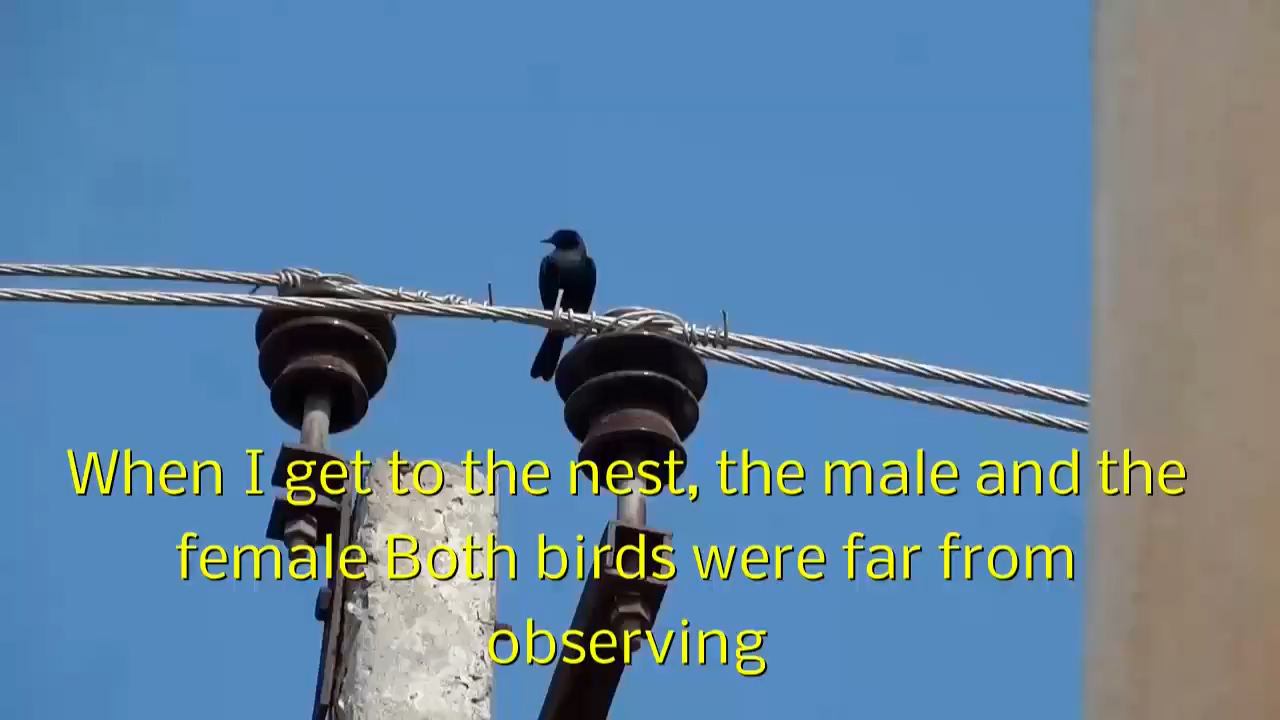 When I get to the nest, the male and the
female Both birds were far from
observing